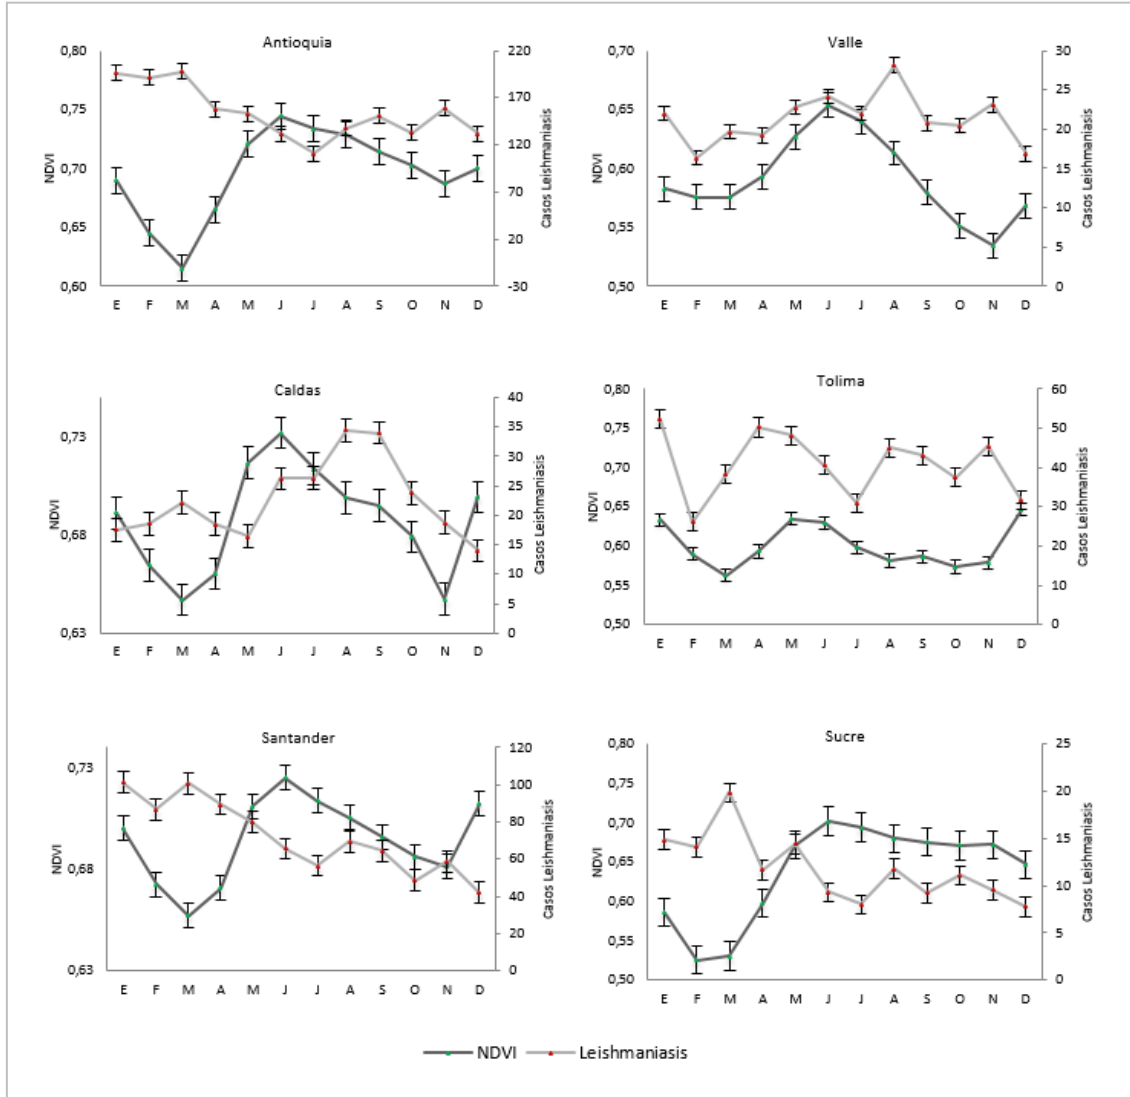 Antioquia
0,80
0,75
0,70
0,65
0,60
NDVI
220
170
120
70
20
-30
Casos Leishmaniasis
E F M A M J J A S O N D
Valle
0,70
0,65
0,60
0,55
0,50
NDVI
30
25
20
15
10
5
0
Casos Leishmaniasis
E F M A M J J A S O N D
Caldas
0,73
0,68
0,63
NDVI
40
35
30
25
20
15
10
5
0
Casos Leishmaniasis
E F M A M J J A S O N D
Tolima
0,80
0,75
0,70
0,65
0,60
0,55
0,50
NDVI
60
50
40
30
20
10
0
Casos Leishmaniasis
E F M A M J J A S O N D
Santander
0,73
0,68
0,63
NDVI
120
100
80
60
40
20
0
Casos Leishmaniasis
E F M A M J J A S O N D
Sucre
0,80
0,75
0,70
0,65
0,60
0,55
0,50
NDVI
25
20
15
10
5
0
Casos Leishmaniasis
E F M A M J J A S O N D
NDVI Leishmaniasis